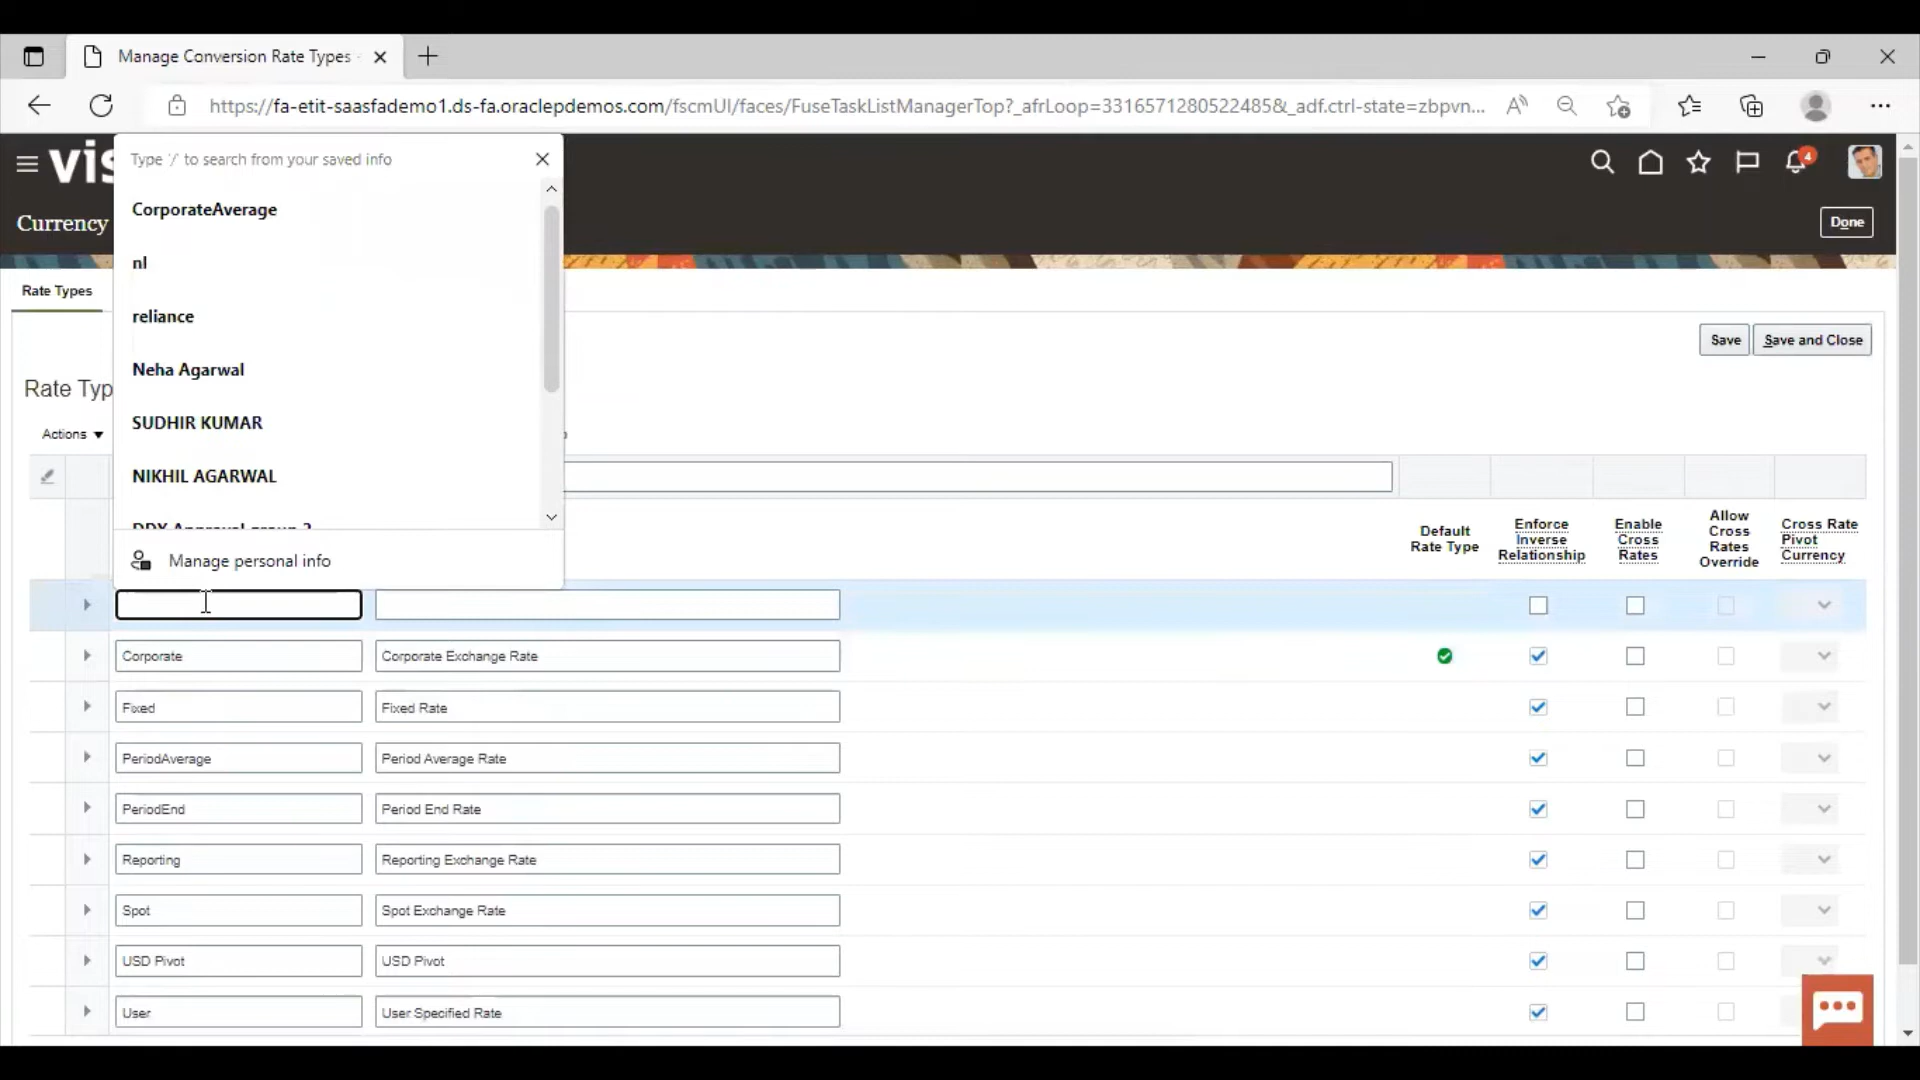 Manage Conversion Rate Types
https://fa-etit-saasfademo1.ds-fa.oraclepdemos.com/fscmUI/faces/FuseTaskListManagerTop?_afrLoop=3316571280522485&_adf.ctrl-state=zbpvn...
vis
4
Type '/' to search from your saved info
CorporateAverage
nl
reliance
Neha Agarwal
SUDHIR KUMAR
NIKHIL AGARWAL
Manage personal info
Currency
Done
Rate Types
Save
Save and Close
Rate Typ
Actions
Default Rate Type
Enforce Inverse Relationship
Enable Cross Rates
Allow Cross Rates Override
Cross Rate Pivot Currency
Corporate
Corporate Exchange Rate
Fixed
Fixed Rate
PeriodAverage
Period Average Rate
PeriodEnd
Period End Rate
Reporting
Reporting Exchange Rate
Spot
Spot Exchange Rate
USD Pivot
USD Pivot
User
User Specified Rate